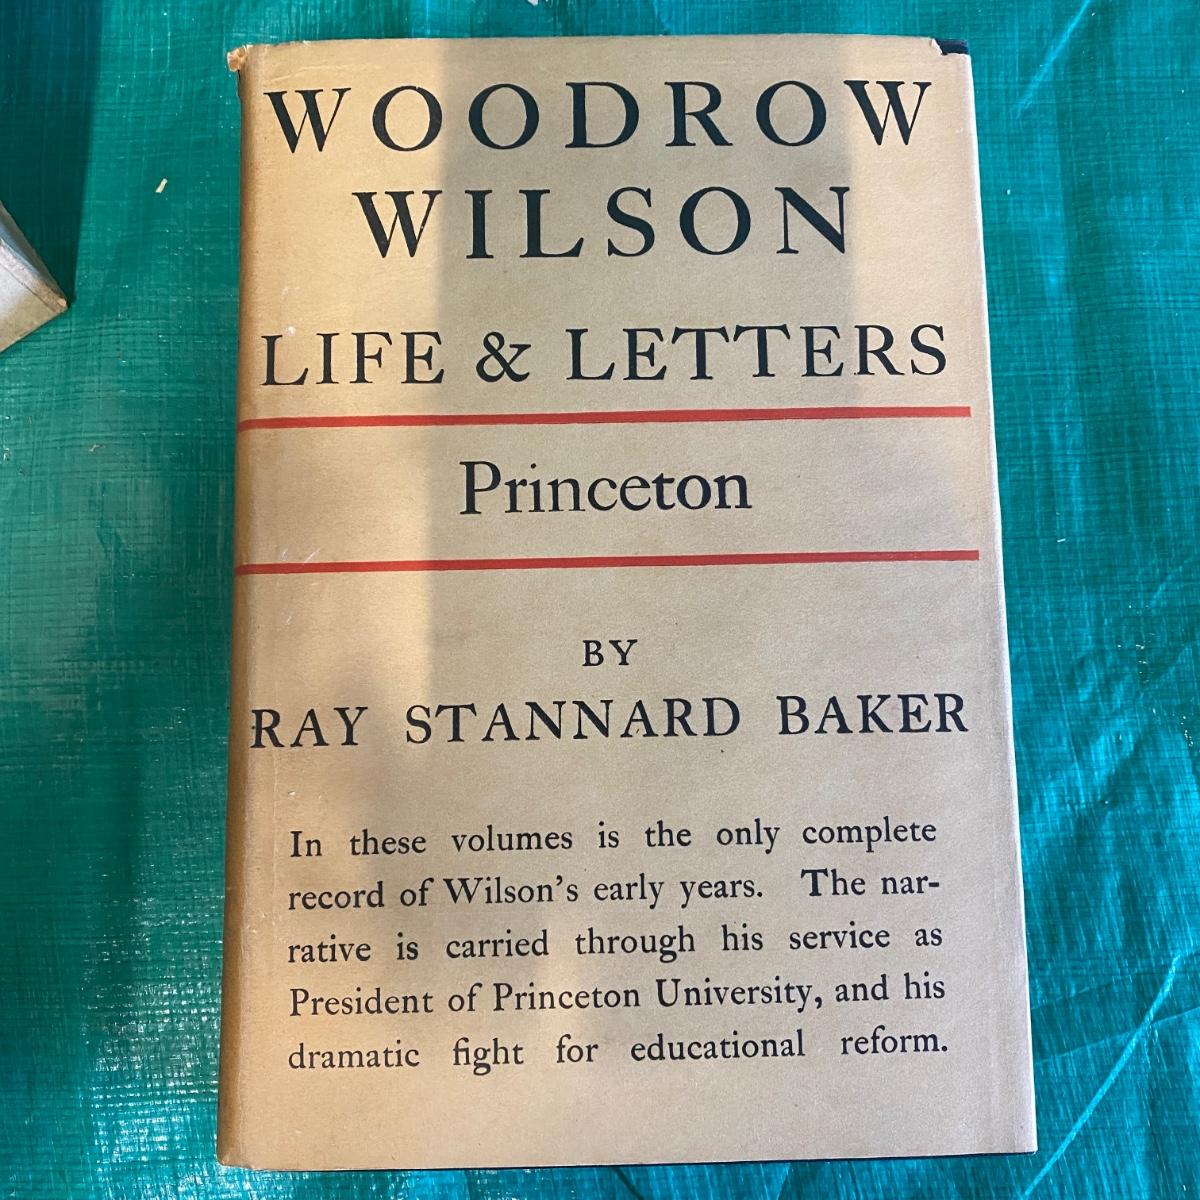 WOODROW
WILSON
LIFE & LETTERS
Princeton
BY
RAY STANNARD BAKER
In these volumes is the only complete
record of Wilson's early years. The nar-
rative is carried through his service as
President of Princeton University, and his
dramatic fight for educational reform.